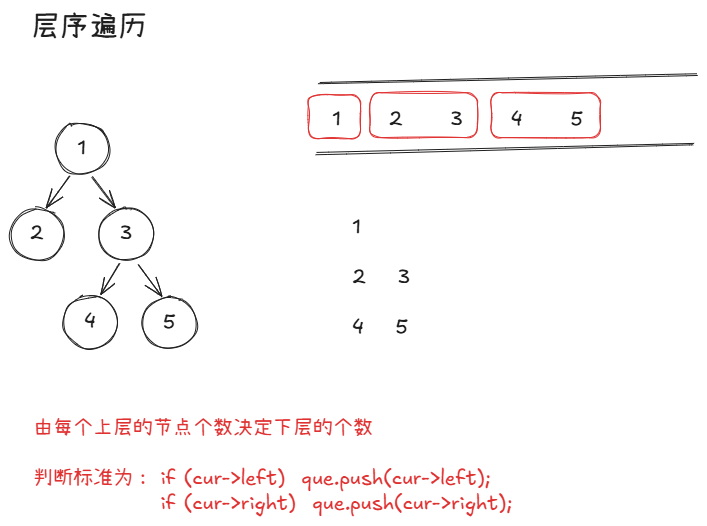 层序遍历
1 2 3 4 5
1
2 3
1
2 3
4 5
4 5
由每个上层的节点个数决定下层的个数
判断标准为： if (cur->left) que.push(cur->left);
if (cur->right) que.push(cur->right);